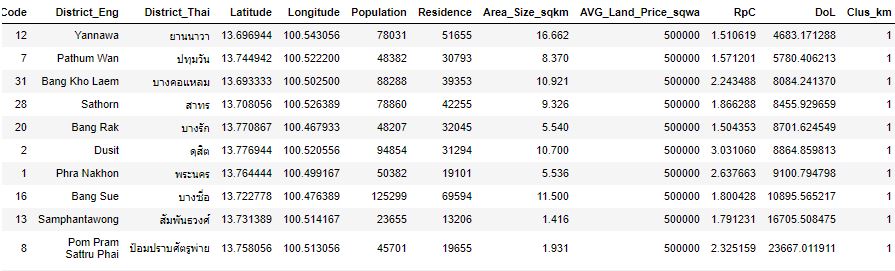 Code District_Eng District_Thai Latitude Longitude Population Residence Area_Size_sqkm AVG_Land_Price_sqwa RpC DoL Clus_km
12 Yannawa ยานนาวา 13.696944 100.543056 78031 51655 16.662 500000 1.510619 4683.171288 1
7 Pathum Wan ปทุมวัน 13.744942 100.522200 48382 30793 8.370 500000 1.571201 5780.406213 1
31 Bang Kho Laem บางคอแหลม 13.693333 100.502500 88288 39353 10.921 500000 2.243488 8084.241370 1
28 Sathorn สาทร 13.708056 100.526389 78860 42255 9.326 500000 1.866288 8455.929659 1
20 Bang Rak บางรัก 13.770867 100.467933 48207 32045 5.540 500000 1.504353 8701.624549 1
2 Dusit ดุสิต 13.776944 100.520556 94854 31294 10.700 500000 3.031060 8864.859813 1
1 Phra Nakhon พระนคร 13.764444 100.499167 50382 19101 5.536 500000 2.637663 9100.794798 1
16 Bang Sue บางซื่อ 13.722778 100.476389 125299 69594 11.500 500000 1.800428 10895.565217 1
13 Samphantawong สัมพันธวงศ์ 13.731389 100.514167 23655 13206 1.416 500000 1.791231 16705.508475 1
8 Pom Pram Sattru Phai ป้อมปราบศัตรูพ่าย 13.758056 100.513056 45701 19655 1.931 500000 2.325159 23667.011911 1